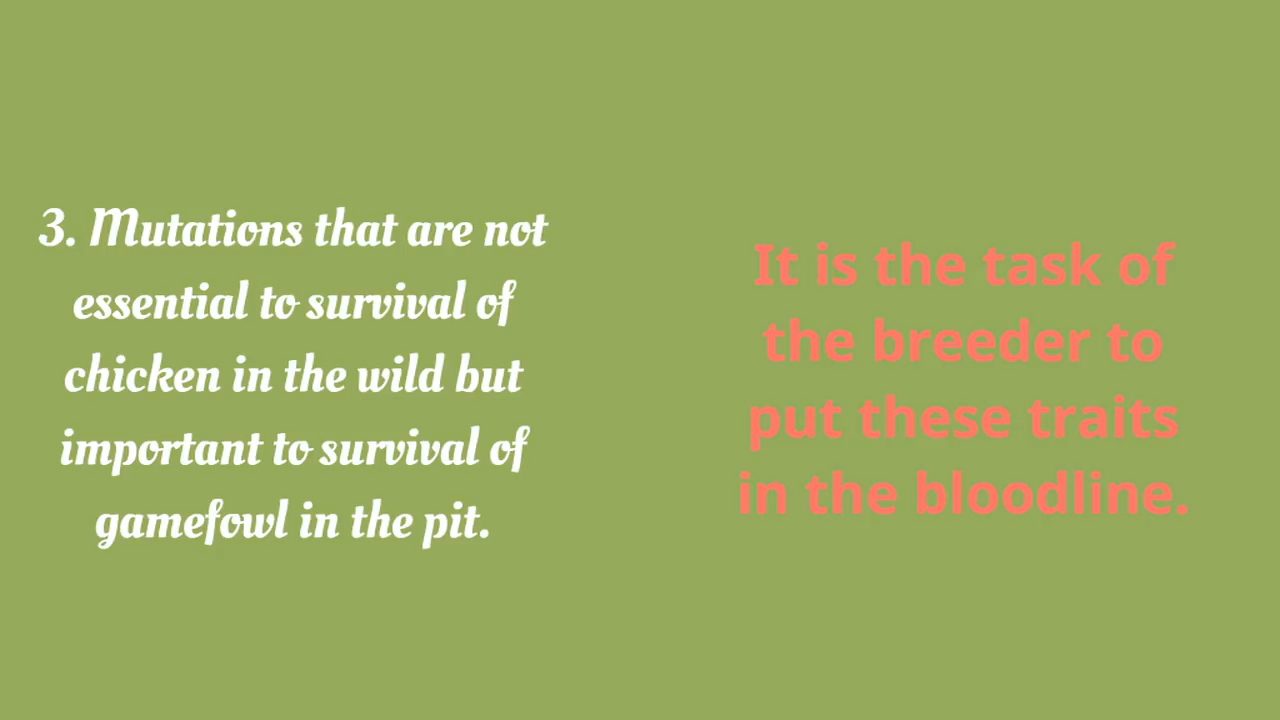 3. Mutations that are not
essential to survival of
chicken in the wild but
important to survival of
gamefowl in the pit.
It is the task of
the breeder to
put these traits
in the bloodline.